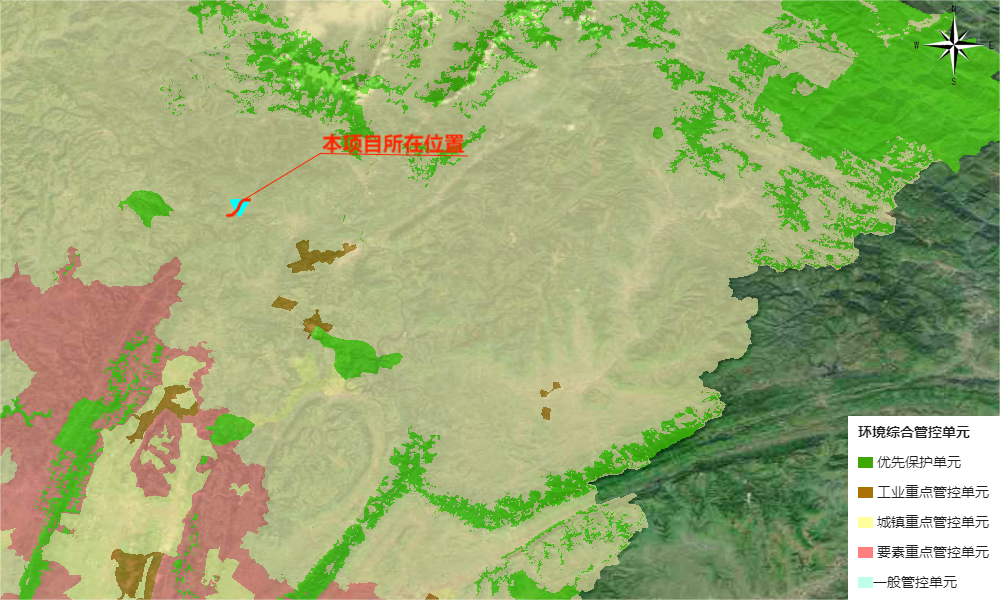 N
W
E
S
本项目所在位置
环境综合管控单元
优先保护单元
工业重点管控单元
城镇重点管控单元
要素重点管控单元
一般管控单元